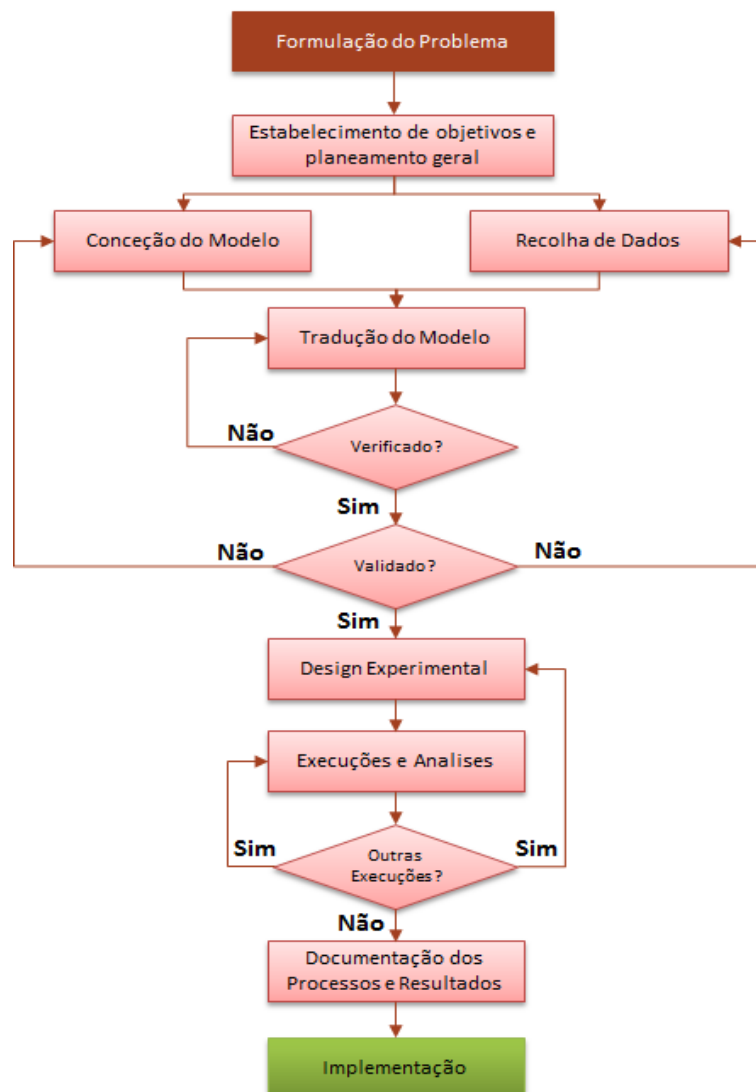 Formulação do Problema
Estabelecimento de objetivos e
planeamento geral
Conceção do Modelo
Recolha de Dados
Tradução do Modelo
Não
Verificado?
Sim
Não
Validado?
Não
Sim
Design Experimental
Execuções e Analises
Sim
Outras
Execuções?
Sim
Não
Documentação dos
Processos e Resultados
Implementação